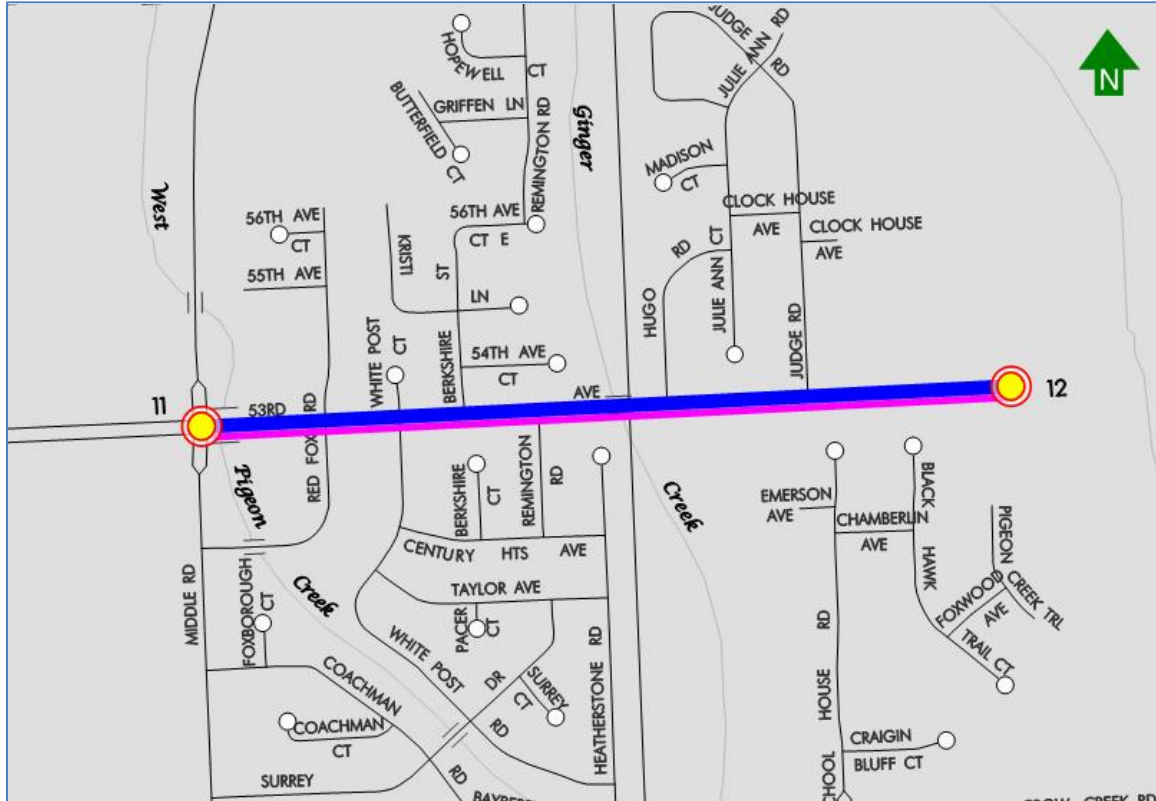 HOPEWELL CT
BUTTERFIELD CT
GRIFFEN LN
REMINGTON RD
Ginger
JUDGE RD
JULIE ANN RD
N
West
MADISON CT
56TH AVE CT
56TH AVE CT E
KRISTI LN
BERKSHIRE ST
CLOCK HOUSE AVE
CLOCK HOUSE AVE
55TH AVE
HUGO RD
JULIE ANN CT
JUDGE RD
WHITE POST CT
54TH AVE CT
11
53RD AVE
12
RED FOX RD
Pigeon
Creek
BERKSHIRE CT
REMINGTON RD
Creek
EMERSON AVE
BLACK HAWK TRAIL CT
CHAMBERLIN AVE
PIGEON CREEK TRL
FOXWOOD AVE
CENTURY HTS AVE
TAYLOR AVE
MIDDLE RD
FOXBOROUGH CT
PACER CT
WHITE POST RD
SURREY DR
SURREY CT
HEATHERSTONE RD
COACHMAN RD
COACHMAN CT
CHOOL HOUSE RD
CRAIGIN BLUFF CT
BAYBER
CROW CREEK RD